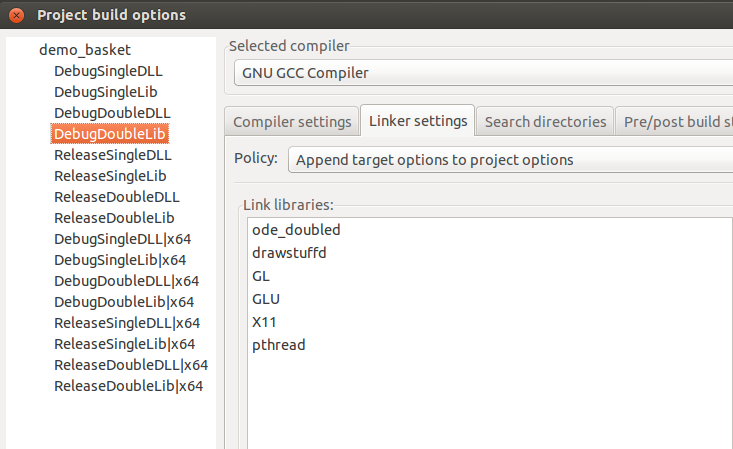 Project build options
demo_basket
DebugSingleDLL
DebugSingleLib
DebugDoubleDLL
DebugDoubleLib
ReleaseSingleDLL
ReleaseSingleLib
ReleaseDoubleDLL
ReleaseDoubleLib
DebugSingleDLL|x64
DebugSingleLib|x64
DebugDoubleDLL|x64
DebugDoubleLib|x64
ReleaseSingleDLL|x64
ReleaseSingleLib|x64
ReleaseDoubleDLL|x64
ReleaseDoubleLib|x64
Selected compiler
GNU GCC Compiler
Compiler settings Linker settings Search directories Pre/post build st
Policy: Append target options to project options
Link libraries:
ode_doubled
drawstuffd
GL
GLU
X11
pthread